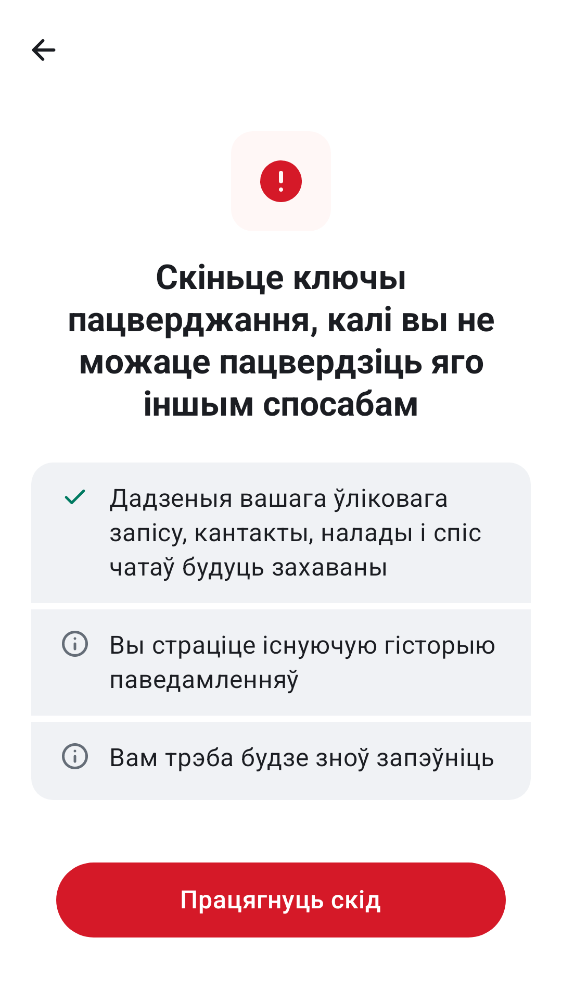 Скіньце ключы
пацверджання, калі вы не
можаце пацвердзіць яго
іншым спосабам
Дадзеныя вашага ўліковага
запісу, кантакты, налады і спіс
чатаў будуць захаваны
Вы страціце існуючую гісторыю
паведамленняў
Вам трэба будзе зноў запэўніць
Працягнуць скід